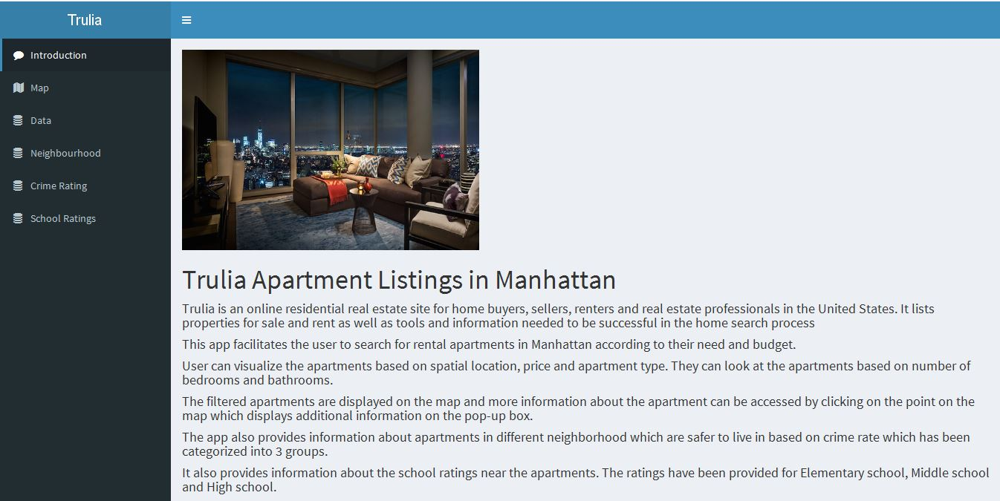 Trulia
Introduction
Map
Data
Neighbourhood
Crime Rating
School Ratings
Trulia Apartment Listings in Manhattan
Trulia is an online residential real estate site for home buyers, sellers, renters and real estate professionals in the United States. It lists
properties for sale and rent as well as tools and information needed to be successful in the home search process
This app facilitates the user to search for rental apartments in Manhattan according to their need and budget.
User can visualize the apartments based on spatial location, price and apartment type. They can look at the apartments based on number of
bedrooms and bathrooms.
The filtered apartments are displayed on the map and more information about the apartment can be accessed by clicking on the point on the
map which displays additional information on the pop-up box.
The app also provides information about apartments in different neighborhood which are safer to live in based on crime rate which has been
categorized into 3 groups.
It also provides information about the school ratings near the apartments. The ratings have been provided for Elementary school, Middle school
and High school.